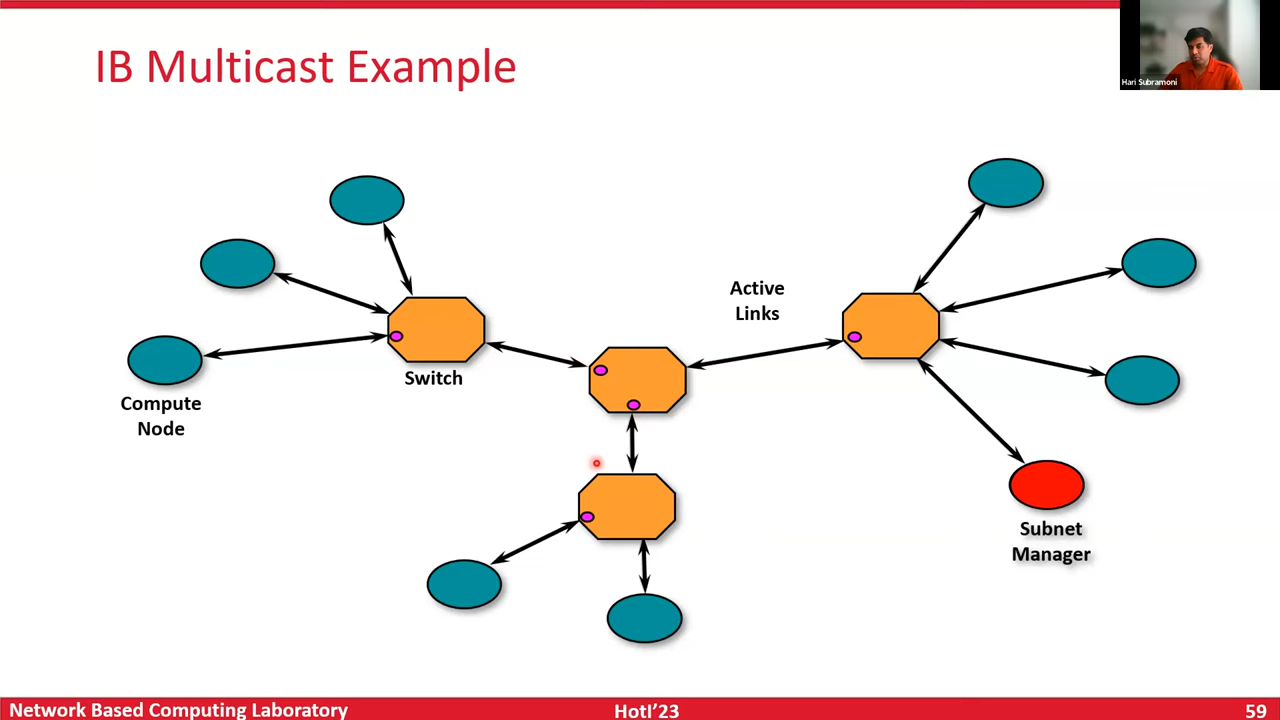 IB Multicast Example
Hari Subramoni
Active
Links
Switch
Compute
Node
Subnet
Manager
Network Based Computing Laboratory
HotI’23
59